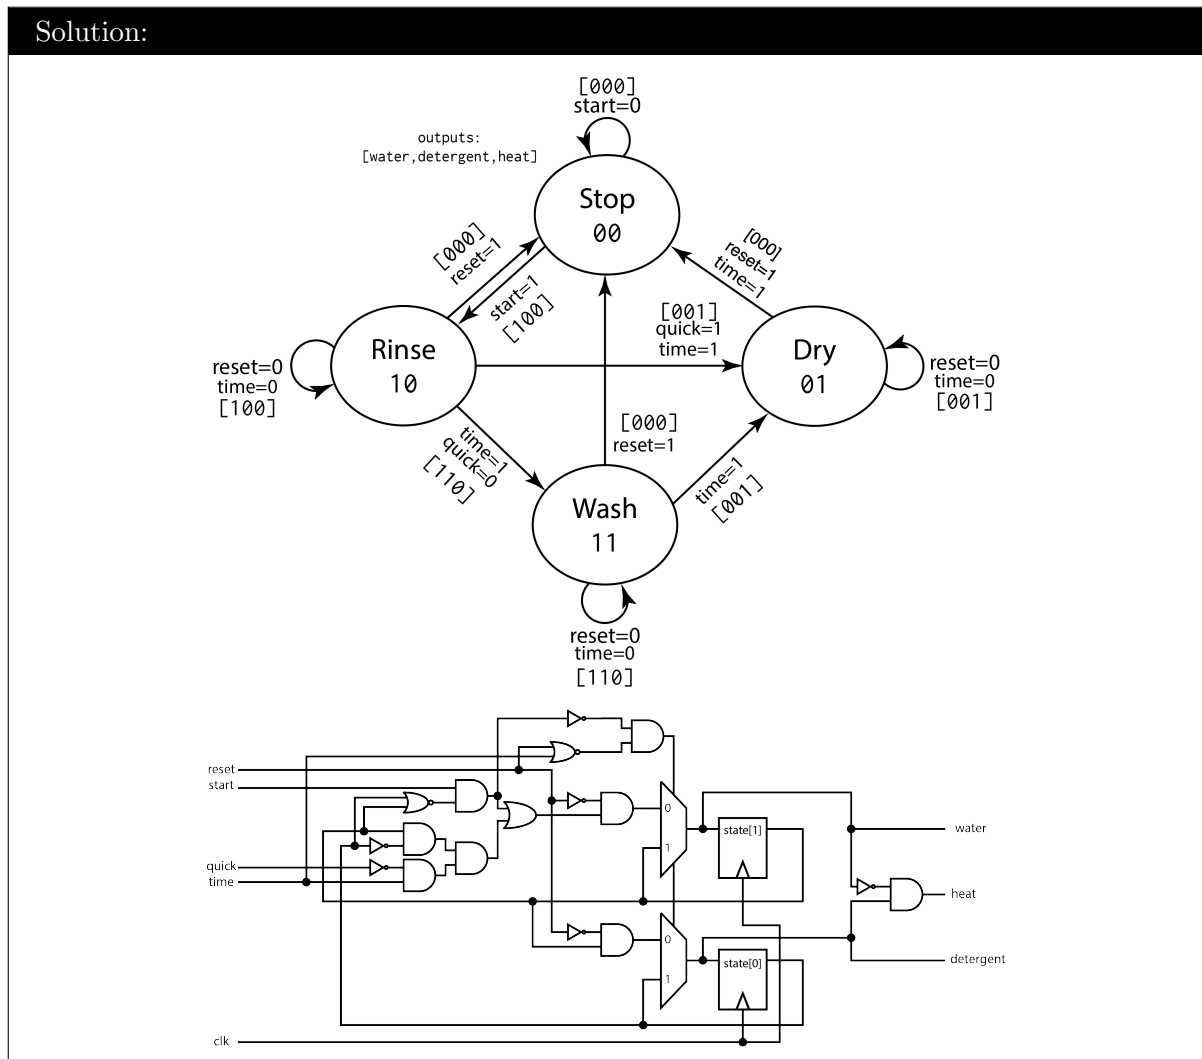 Solution:
[000]
start=0
outputs:
[water,detergent,heat]
Stop
00
[000]
reset=1
start=1
[100]
[000]
reset=1
time=1
[001]
quick=1
time=1
Rinse
10
Dry
01
reset=0
time=0
[100]
reset=0
time=0
[001]
time=1
quick=0
[110]
[000]
reset=1
time=1
[001]
Wash
11
reset=0
time=0
[110]
reset
start
0
1
state[1]
water
quick
time
heat
0
1
state[0]
detergent
clk